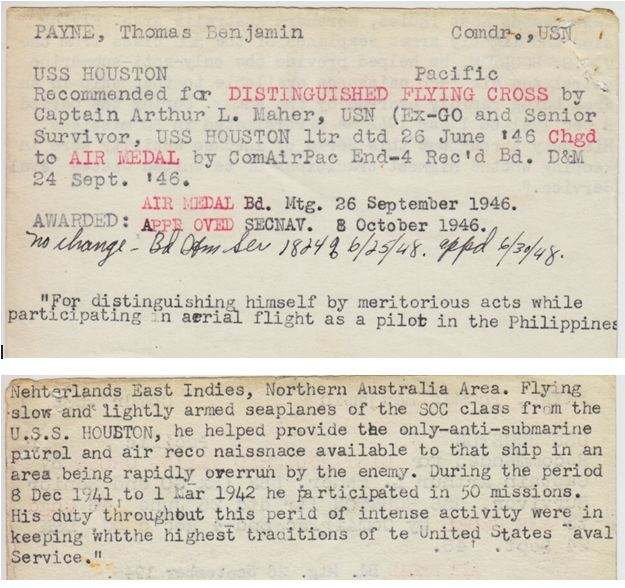 PAYNE, Thomas Benjamin Comdr., USN
USS HOUSTON Pacific
Recommended for DISTINGUISHED FLYING CROSS by
Captain Arthur L. Maher, USN (Ex-GO and Senior
Survivor, USS HOUSTON ltr dtd 26 June '46 Chgd
to AIR MEDAL by ComAirPac End-4 Rec'd Bd. D&M
24 Sept. '46.
AIR MEDAL Bd. Mtg. 26 September 1946.
AWARDED: APPR OVED SECNAV. 8 October 1946.
no change - Bd Ser 6/25/48. appd 6/30/48.
"For distinguishing himself by meritorious acts while
participating in aerial flight as a pilot in the Philippines
Nehterlands East Indies, Northern Australia Area. Flying
slow and lightly armed seaplanes of the SOC class from the
U.S.S. HOUSTON, he helped provide the only-anti-submarine
patrol and air reco naissnace available to that ship in an
area being rapidly overrun by the enemy. During the period
8 Dec 1941 to 1 Mar 1942 he participated in 50 missions.
His duty throughout this perid of intense activity were in
keeping whtthe highest traditions of te United States Naval
Service."